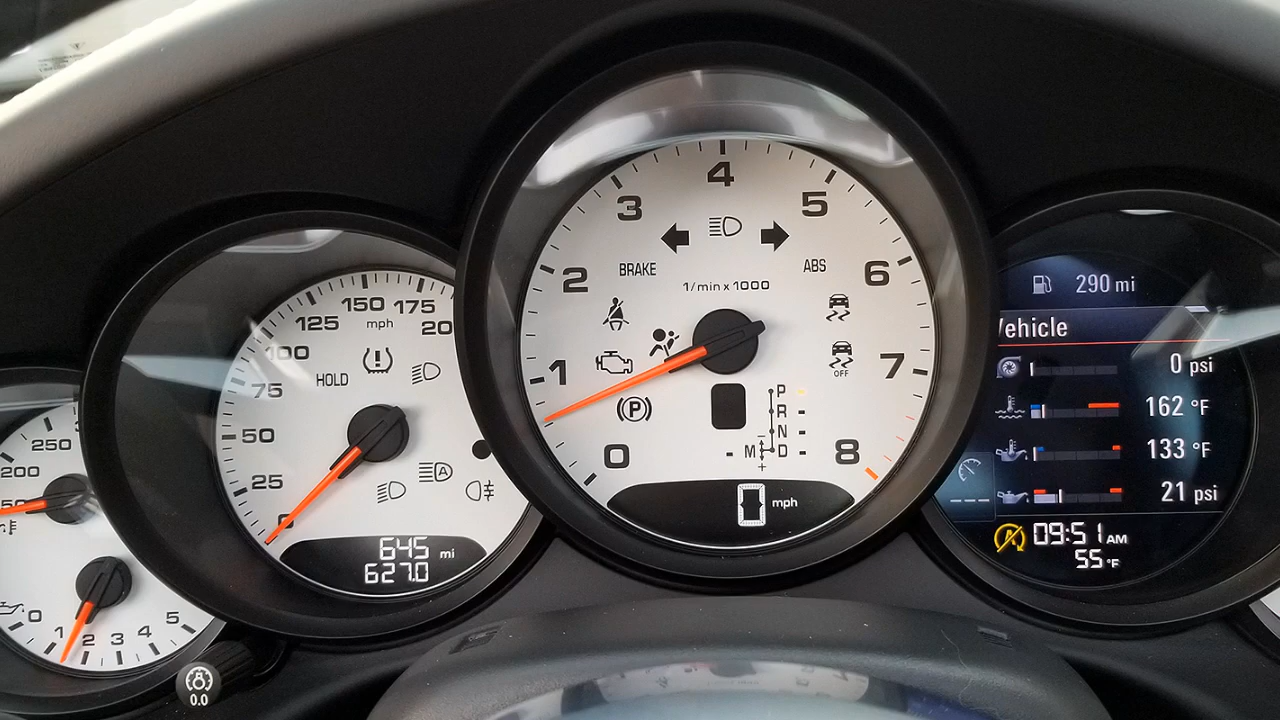 250
200
0 1 2 3 4 5
0.0
150 175
125 mph
100
75
50
25
HOLD
A
645 mi
627.0
4
3 5
2 6
1 7
0 8
BRAKE ABS
1/min x 1000
OFF
P
P
R
N
M D
0 mph
290 mi
Vehicle
0 psi
162 °F
133 °F
21 psi
A
09:51 AM
55 °F